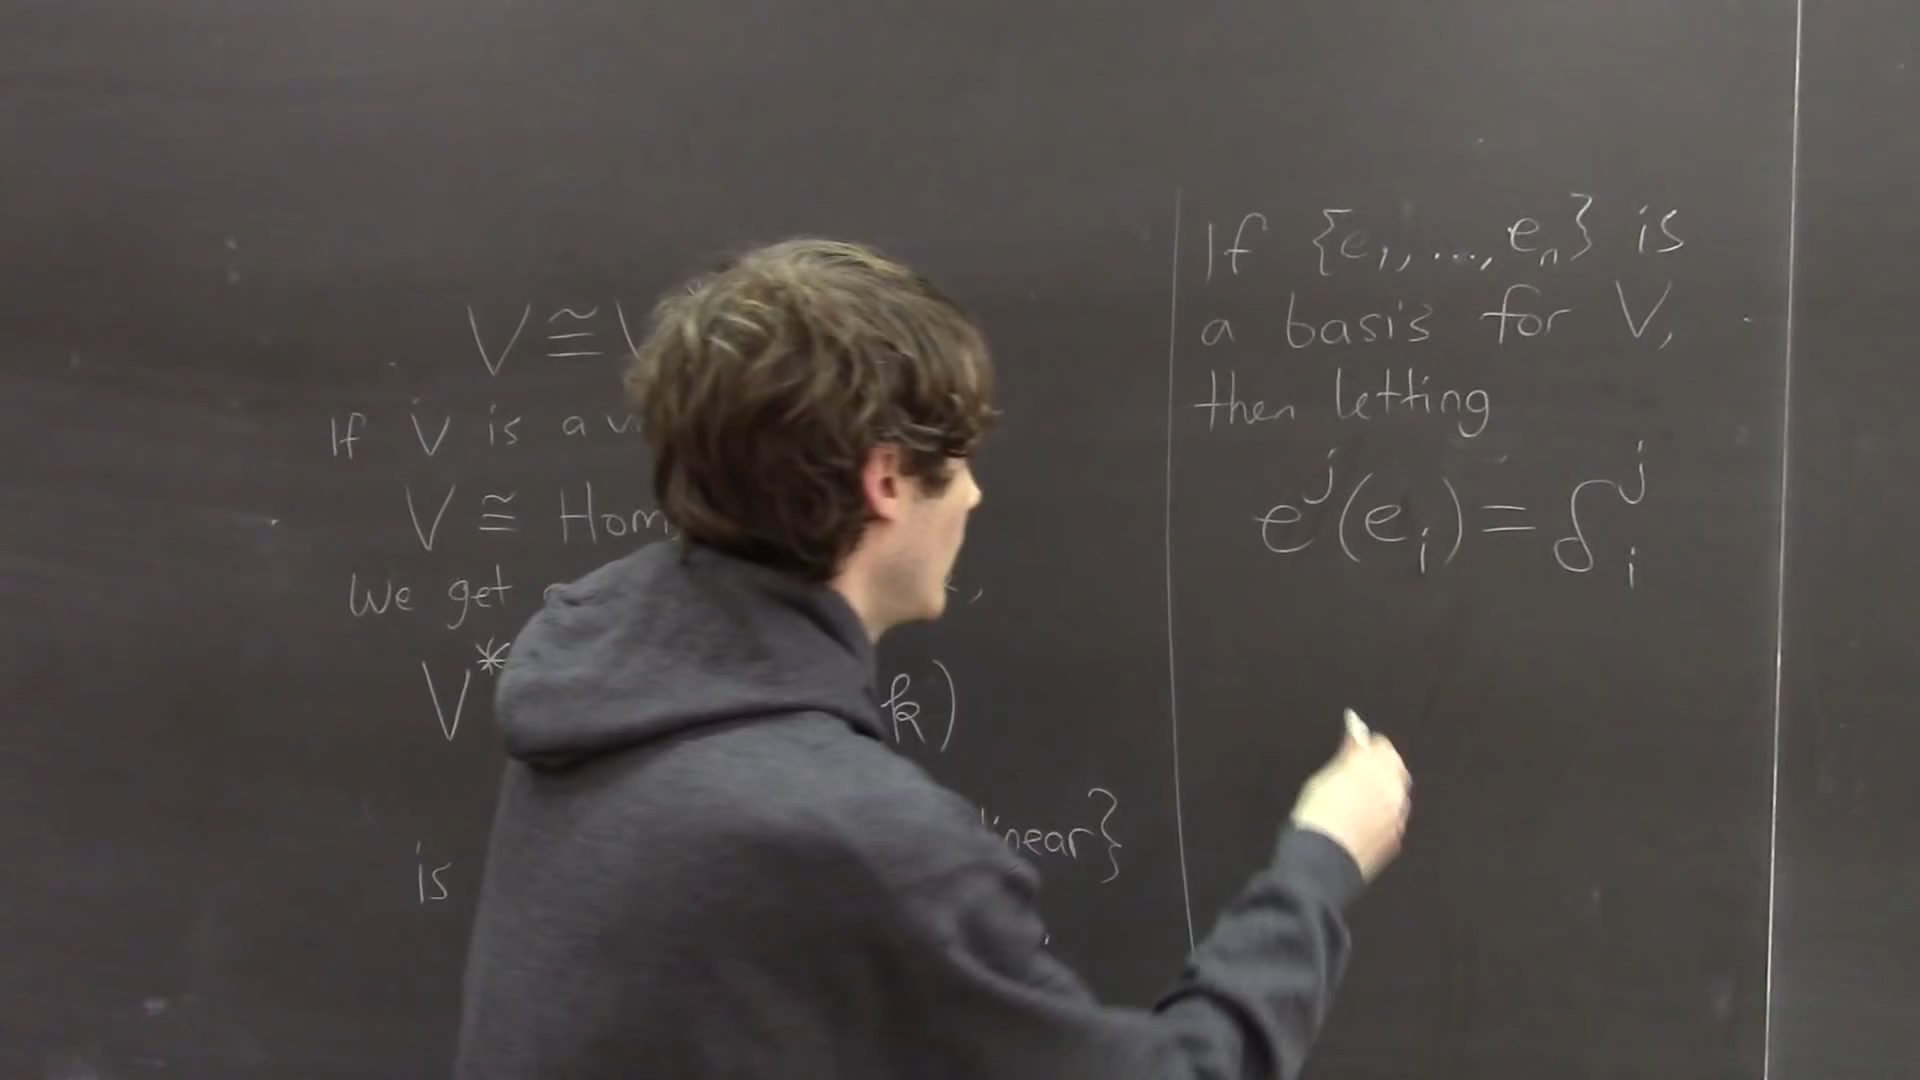 V ≅ V
If V is a
V ≅ Hom
We get
V*
k)
linear}
is
If {e₁, ..., eₙ} is
a basis for V,
then letting
eʲ(eᵢ) = δʲᵢ